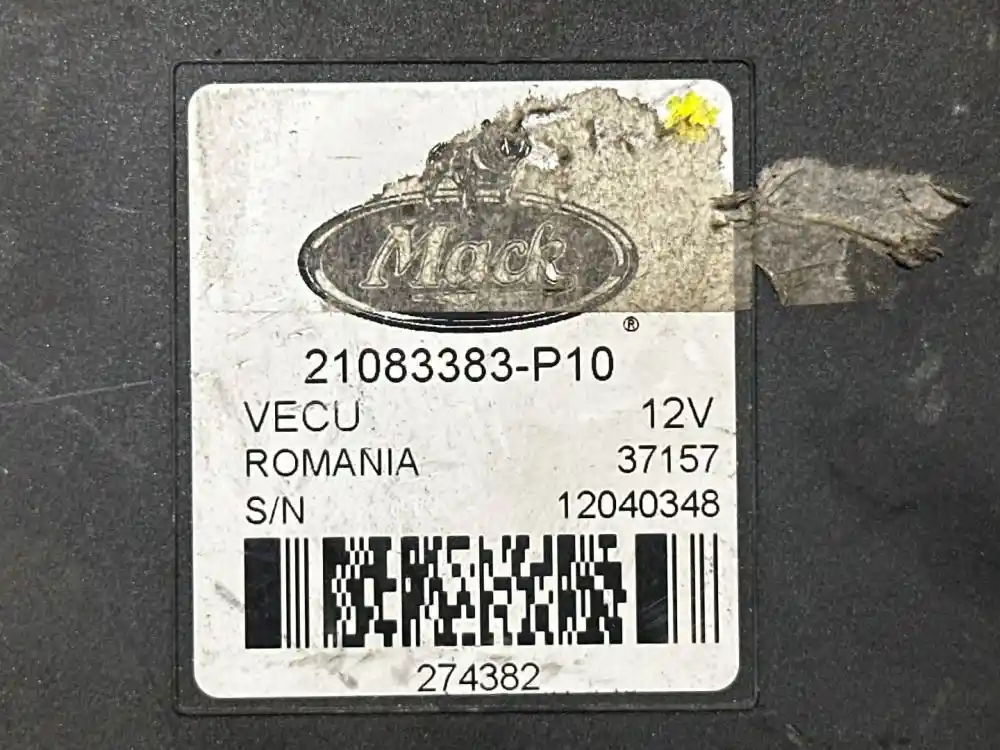 Mack
®
21083383-P10
VECU 12V
ROMANIA 37157
S/N 12040348
274382